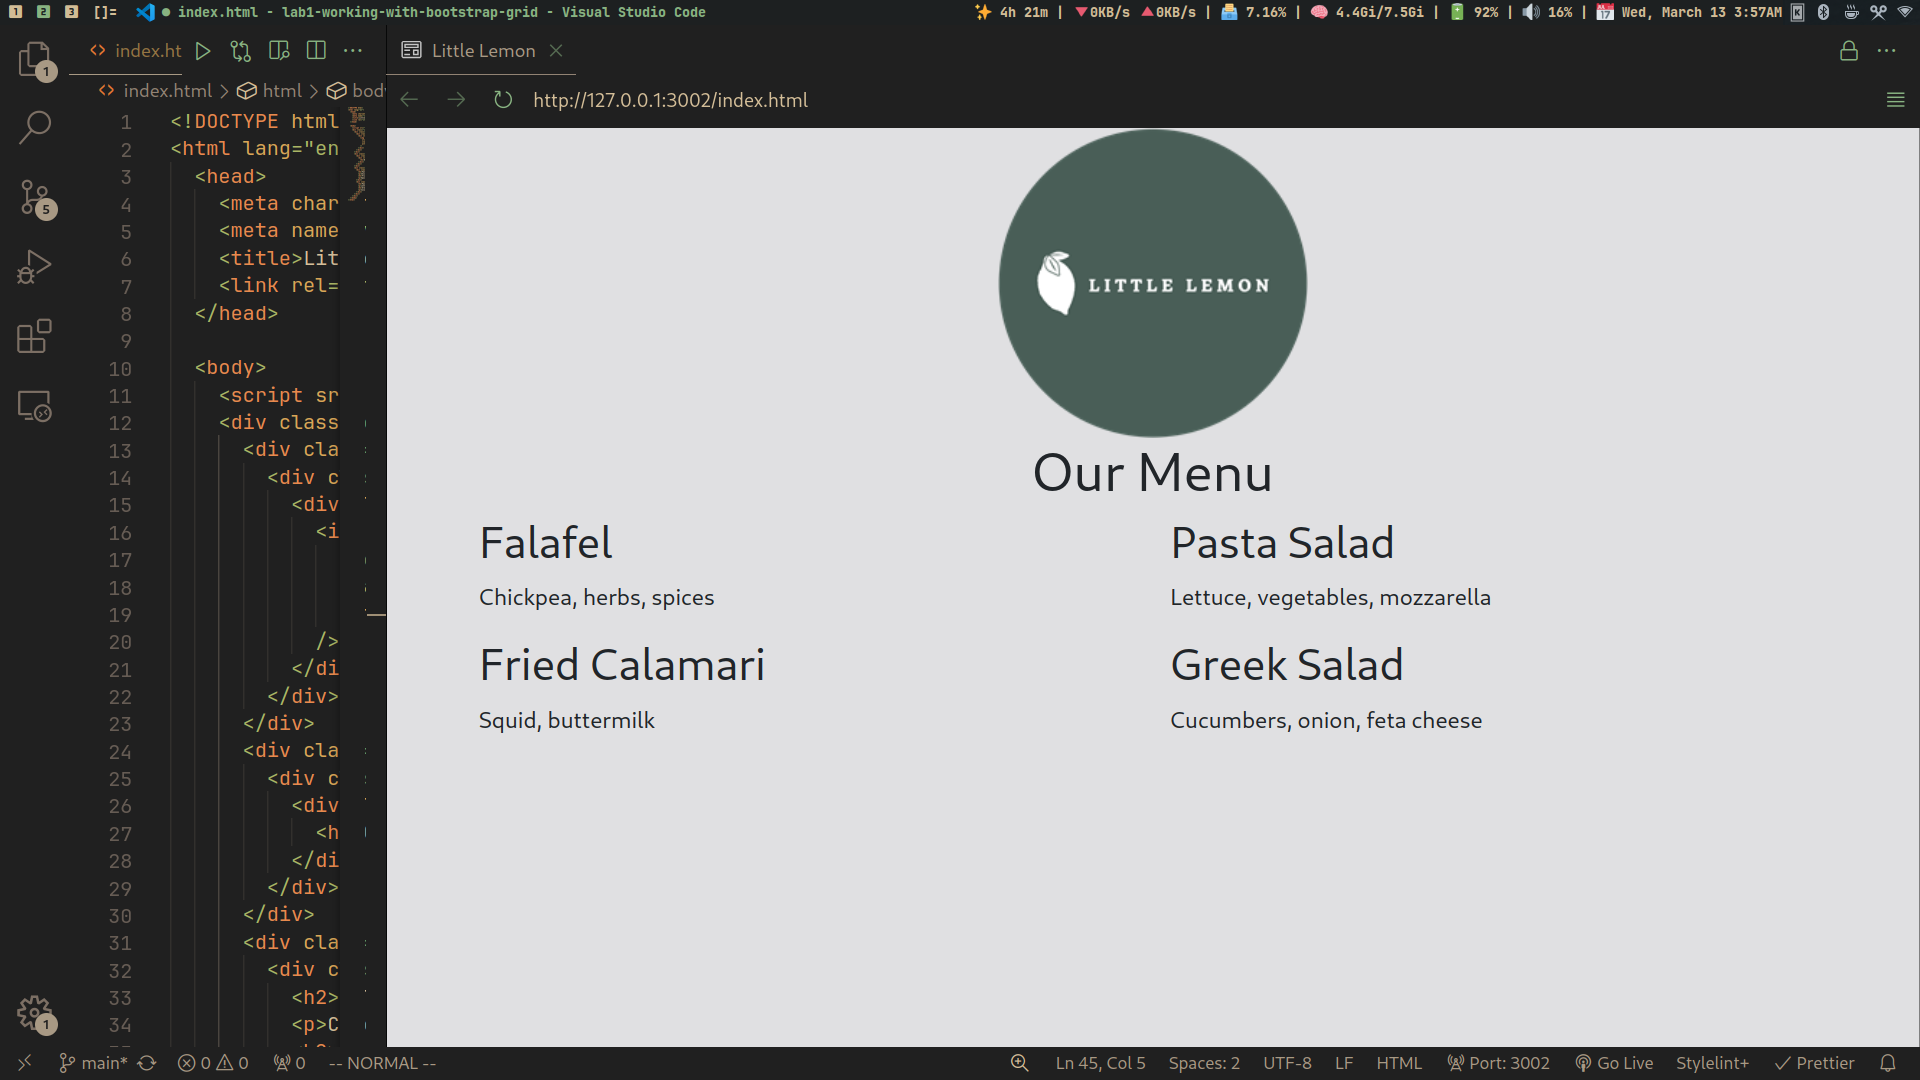 1 2 3 []= index.html - lab1-working-with-bootstrap-grid - Visual Studio Code
4h 21m | 0KB/s 0KB/s | 7.16% | 4.4Gi/7.5Gi | 92% | 16% | Wed, March 13 3:57AM
index.ht
Little Lemon
index.html > html > body
http://127.0.0.1:3002/index.html
1
5
1 <!DOCTYPE html
2 <html lang="en
3 <head>
4 <meta char
5 <meta name
6 <title>Lit
7 <link rel=
8 </head>
9
10 <body>
11 <script sr
12 <div class
13 <div cla
14 <div c
15 <div
16 <i
17
18
19
20 />
21 </di
22 </div>
23 </div>
24 <div cla
25 <div c
26 <div
27 <h
28 </di
29 </div>
30 </div>
31 <div cla
32 <div c
33 <h2>
34 <p>C
1
LITTLE LEMON
Our Menu
Falafel
Chickpea, herbs, spices
Fried Calamari
Squid, buttermilk
Pasta Salad
Lettuce, vegetables, mozzarella
Greek Salad
Cucumbers, onion, feta cheese
main* 0 0 0 -- NORMAL --
Ln 45, Col 5 Spaces: 2 UTF-8 LF HTML Port: 3002 Go Live Stylelint+ Prettier